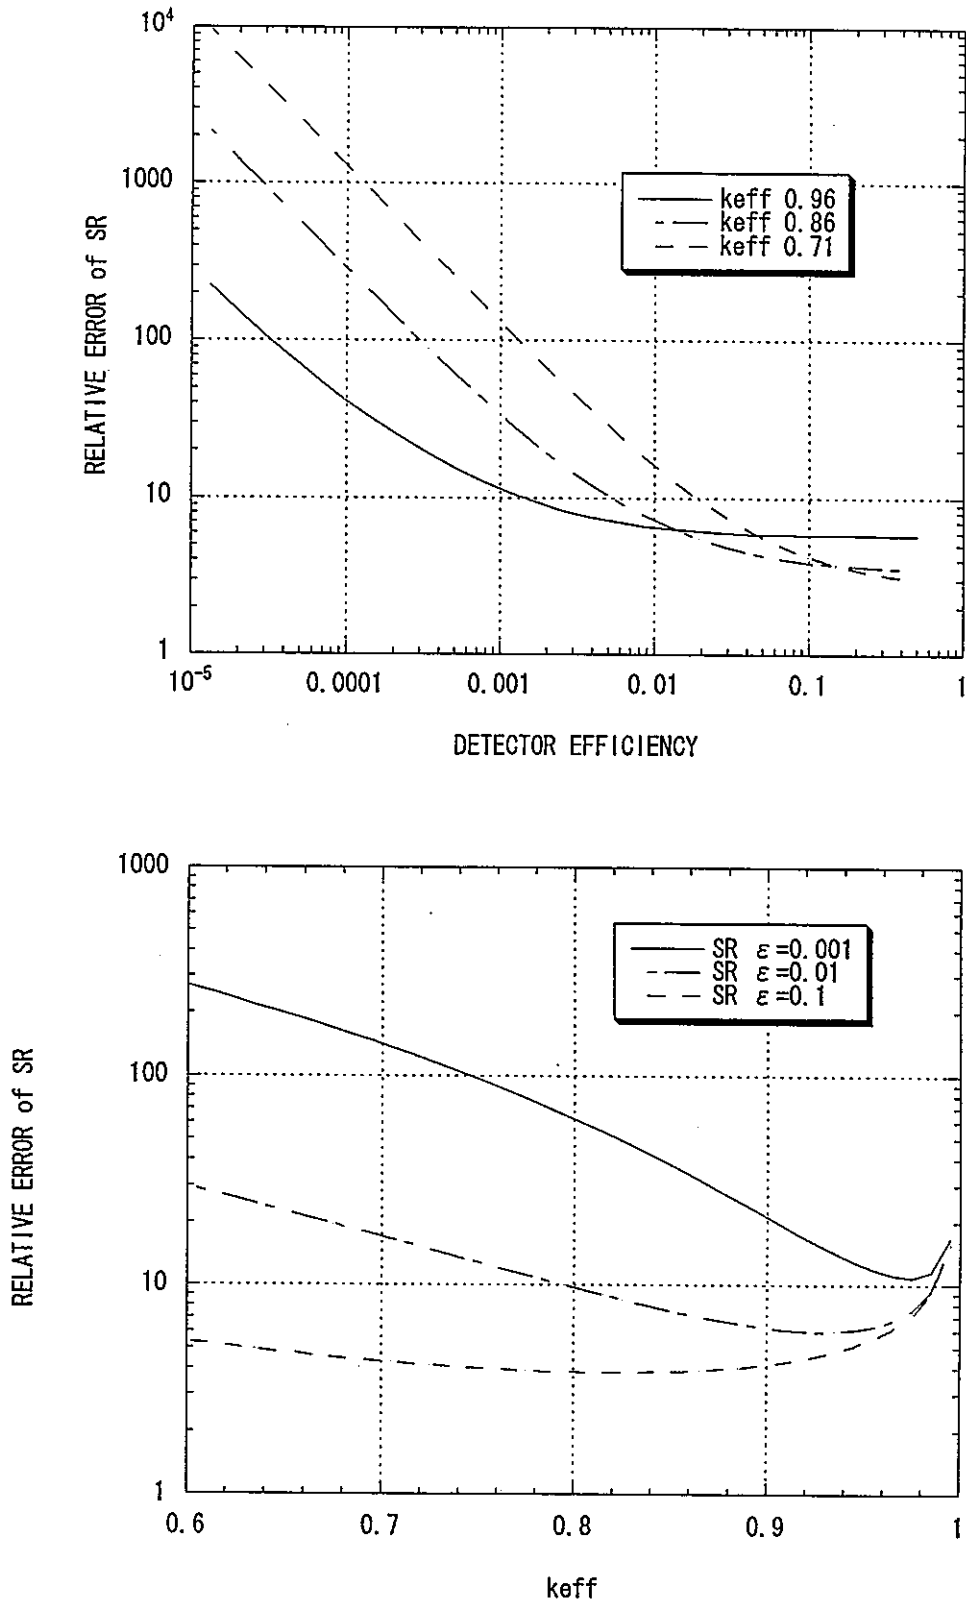 10⁴
1000
100
10
1
RELATIVE ERROR of SR
keff 0.96
keff 0.86
keff 0.71
10⁻⁵ 0.0001 0.001 0.01 0.1 1
DETECTOR EFFICIENCY
1000
100
10
1
RELATIVE ERROR of SR
SR ε=0.001
SR ε=0.01
SR ε=0.1
0.6 0.7 0.8 0.9 1
keff